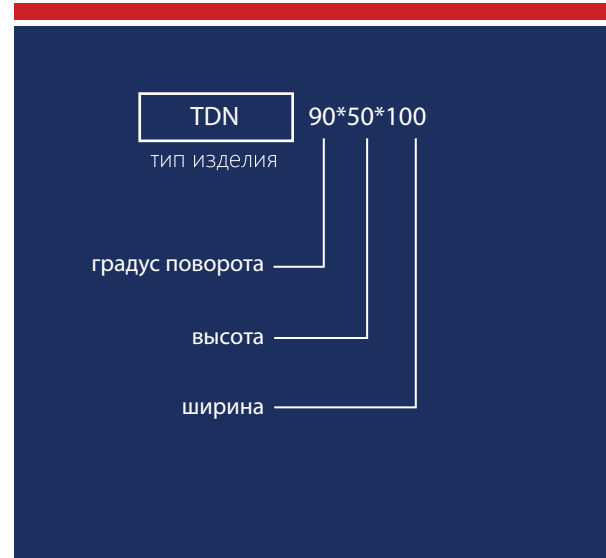 TDN 90*50*100
тип изделия
градус поворота
высота
ширина